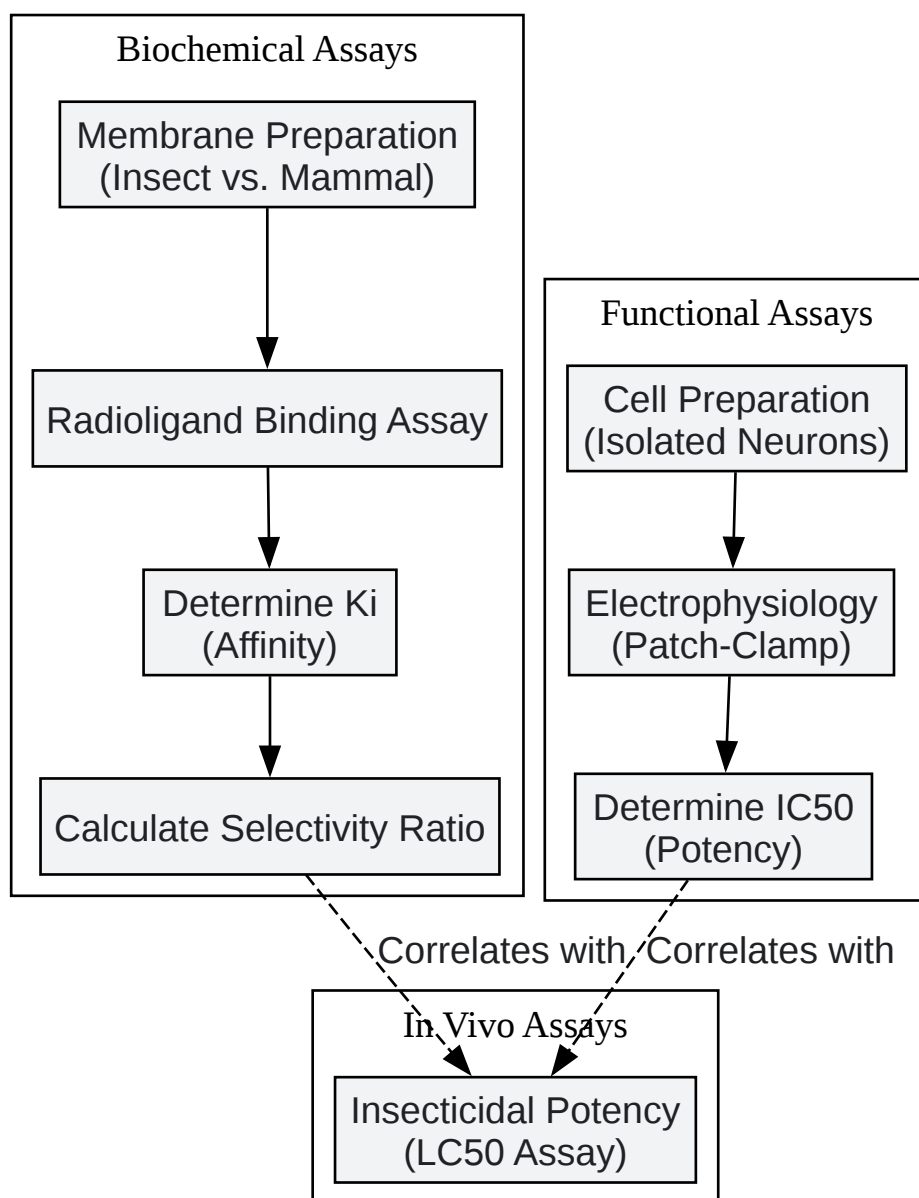 Biochemical Assays
Membrane Preparation
(Insect vs. Mammal)
Radioligand Binding Assay
Determine Ki
(Affinity)
Calculate Selectivity Ratio
Functional Assays
Cell Preparation
(Isolated Neurons)
Electrophysiology
(Patch-Clamp)
Determine IC50
(Potency)
Correlates with
Correlates with
In Vivo Assays
Insecticidal Potency
(LC50 Assay)